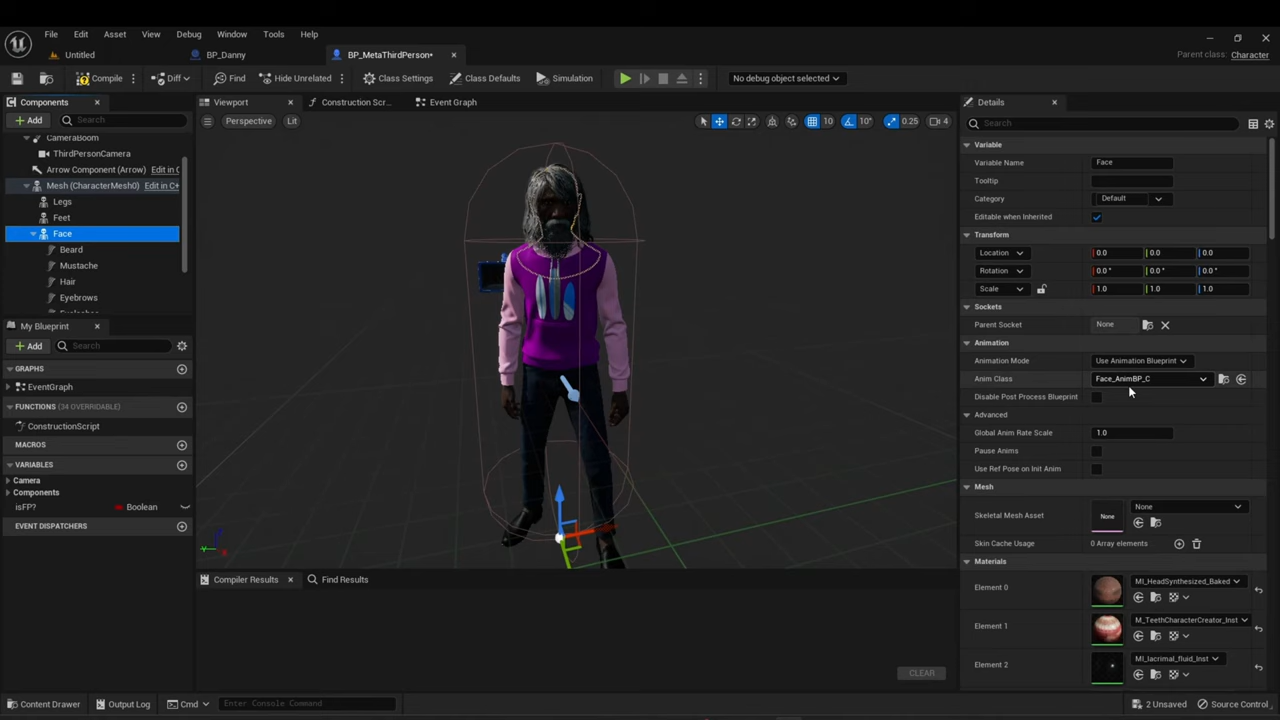 File Edit Asset View Debug Window Tools Help
Untitled BP_Danny BP_MetaThirdPerson•
Parent class: Character
Compile Diff Find Hide Unrelated Class Settings Class Defaults Simulation No debug object selected
Components
Add Search
CameraBoom
ThirdPersonCamera
Arrow Component (Arrow) Edit in C
Mesh (CharacterMesh0) Edit in C+
Legs
Feet
Face
Beard
Mustache
Hair
Eyebrows
My Blueprint
Add Search
GRAPHS
EventGraph
FUNCTIONS (34 OVERRIDABLE)
ConstructionScript
MACROS
VARIABLES
Camera
Components
isFP? Boolean
EVENT DISPATCHERS
Viewport Construction Scr... Event Graph
Perspective Lit 10 10° 0.25 4
Compiler Results Find Results
CLEAR
Details
Search
Variable
Variable Name Face
Tooltip
Category Default
Editable when Inherited
Transform
Location 0.0 0.0 0.0
Rotation 0.0° 0.0° 0.0°
Scale 1.0 1.0 1.0
Sockets
Parent Socket None
Animation
Animation Mode Use Animation Blueprint
Anim Class Face_AnimBP_C
Disable Post Process Blueprint
Advanced
Global Anim Rate Scale 1.0
Pause Anims
Use Ref Pose on Init Anim
Mesh
Skeletal Mesh Asset None None
Skin Cache Usage 0 Array elements
Materials
Element 0 MI_HeadSynthesized_Baked
Element 1 M_TeethCharacterCreator_Inst
Element 2 MI_lacrimal_fluid_Inst
Content Drawer Output Log Cmd Enter Console Command 2 Unsaved Source Control